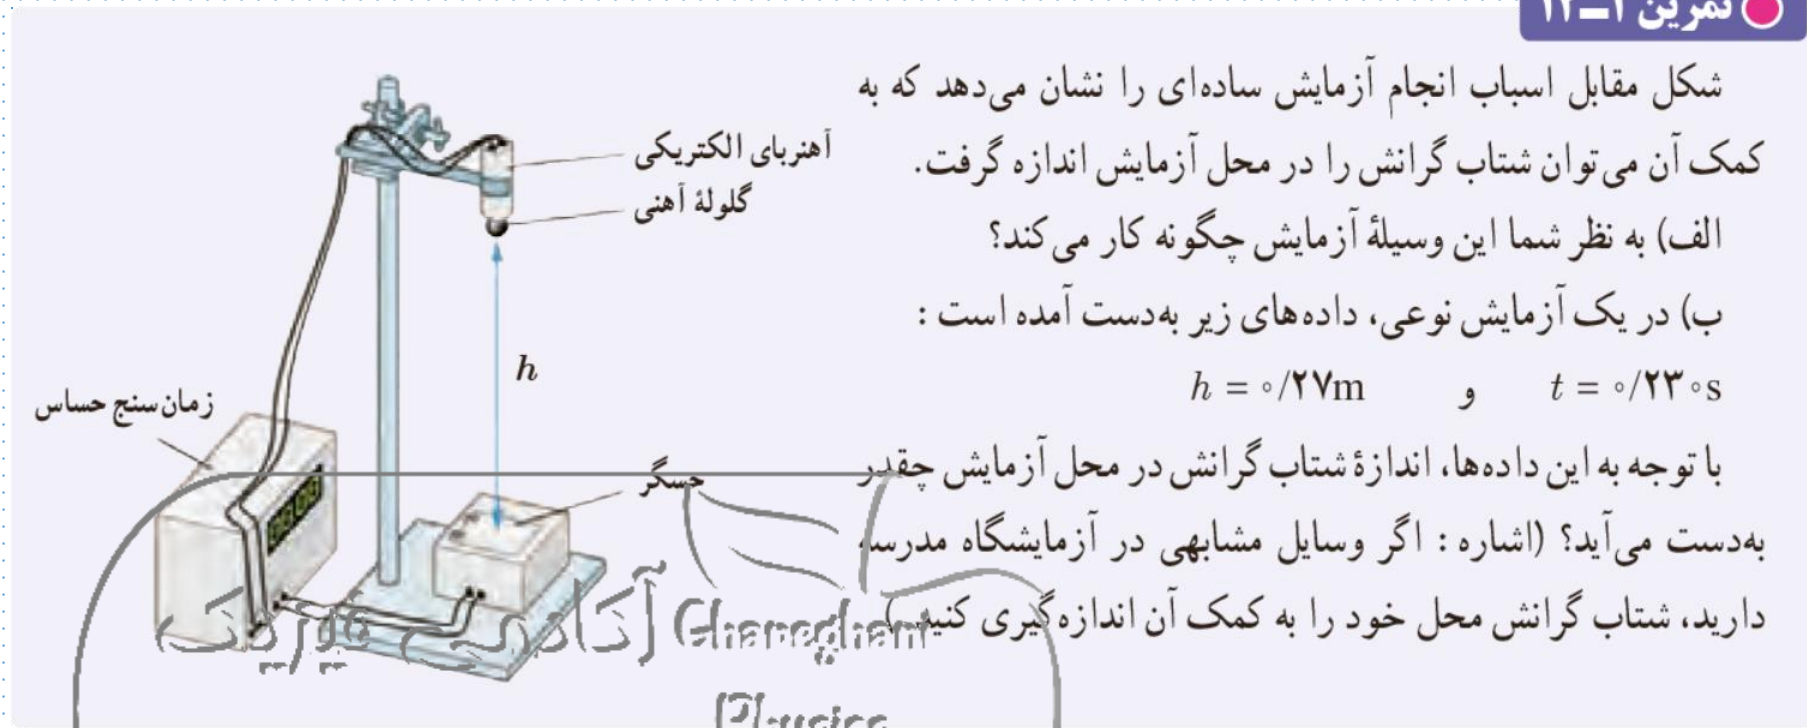 تمرین ۱ــ۱۲
شکل مقابل اسباب انجام آزمایش ساده‌ای را نشان می‌دهد که به
کمک آن می‌توان شتاب گرانش را در محل آزمایش اندازه گرفت.
الف) به نظر شما این وسیلهٔ آزمایش چگونه کار می‌کند؟
ب) در یک آزمایش نوعی، داده‌های زیر به‌دست آمده است :
t = ۰/۲۳۰s و h = ۰/۲۷m
با توجه به این داده‌ها، اندازهٔ شتاب گرانش در محل آزمایش چقدر
به‌دست می‌آید؟ (اشاره : اگر وسایل مشابهی در آزمایشگاه مدرسه
دارید، شتاب گرانش محل خود را به کمک آن اندازه‌گیری کنید.)
آهنربای الکتریکی
گلولهٔ آهنی
h
زمان‌سنج حساس
حسگر
آکادمی فیزیک
Ghaneghani
Physics